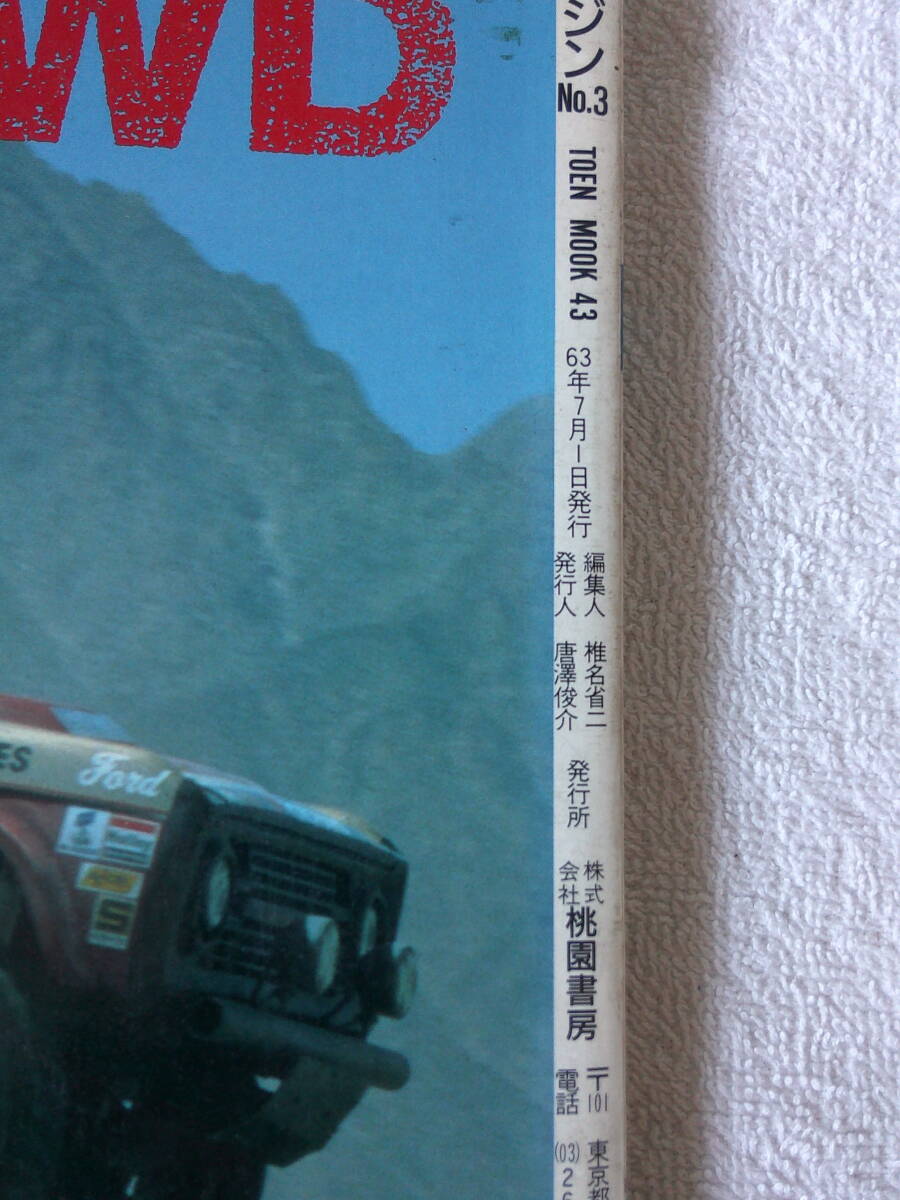 WD
ジン No.3 TOEN MOOK 43 63年7月1日発行
編集人 椎名省二
発行人 唐澤俊介
発行所 株式会社 桃園書房
〒101 東京都
電話 (03) 2
ES Ford
S